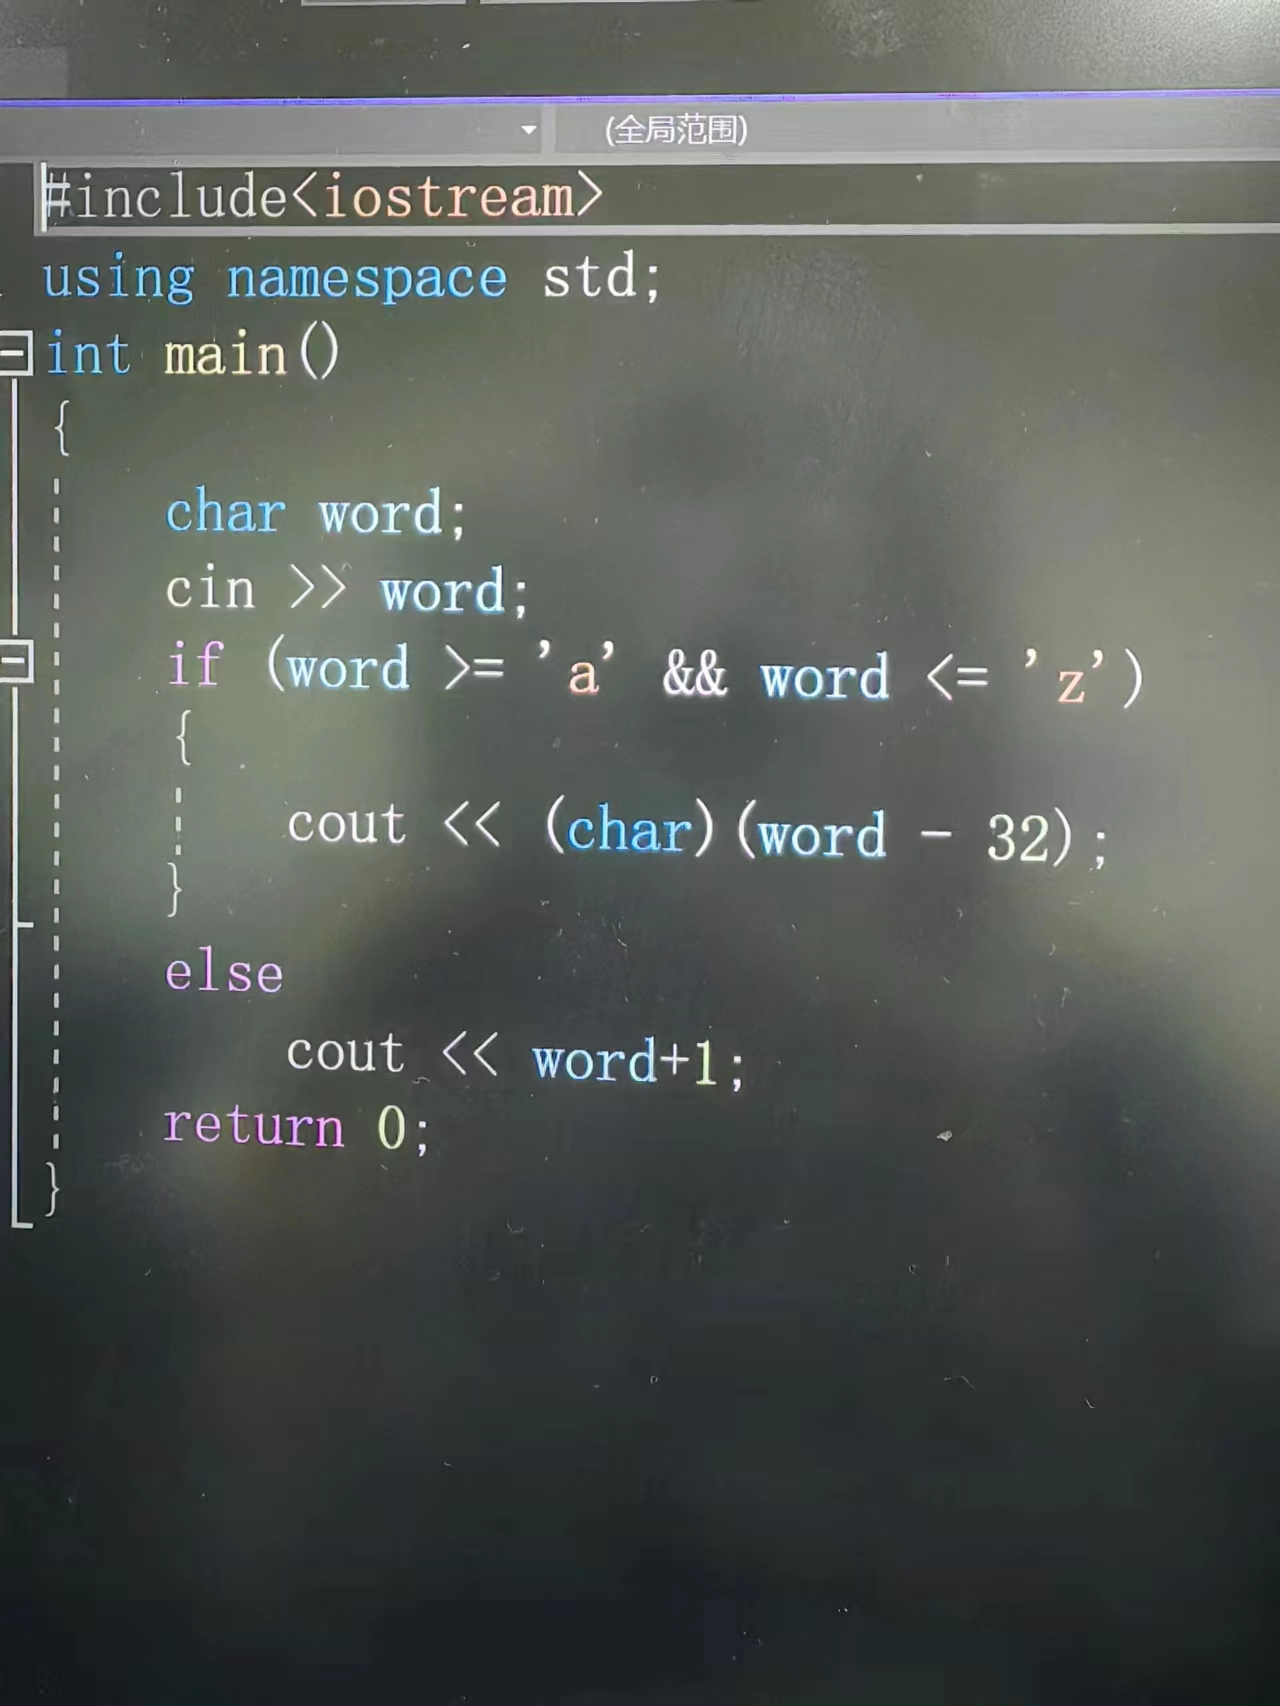 (全局范围)
#include<iostream>
using namespace std;
int main()
{
char word;
cin >> word;
if (word >= 'a' && word <= 'z')
{
cout << (char)(word - 32);
}
else
cout << word+1;
return 0;
}